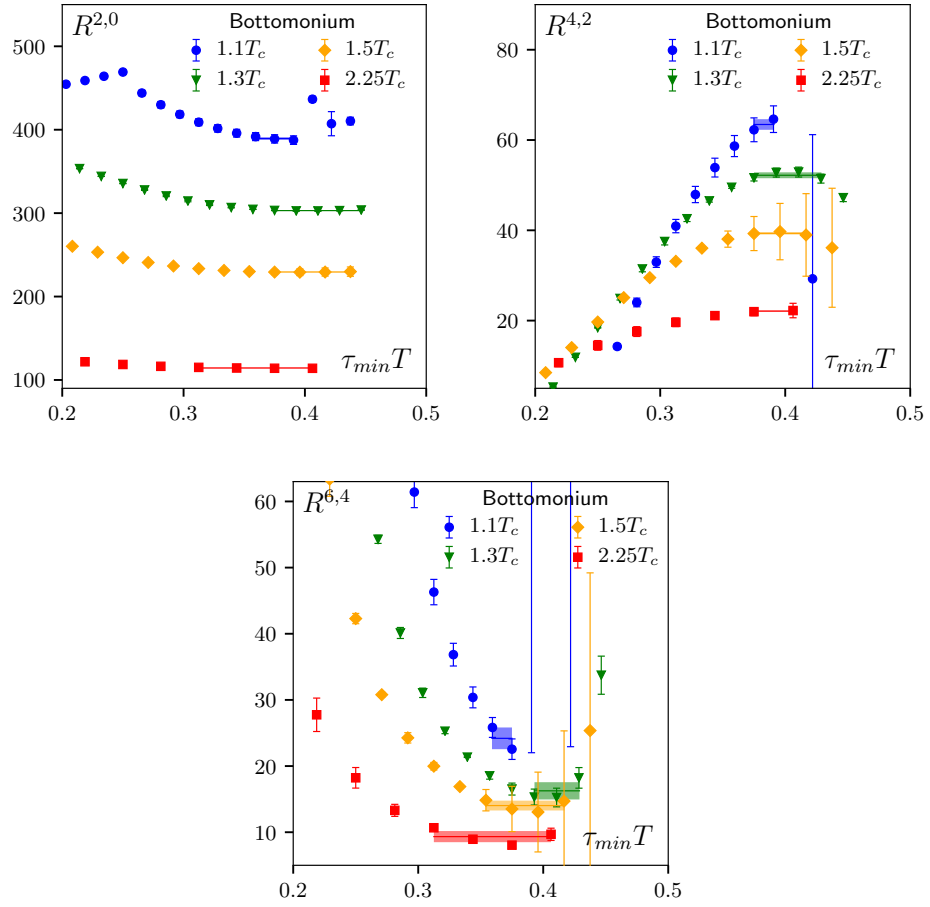 R^{2,0} Bottomonium
1.1T_c 1.5T_c
1.3T_c 2.25T_c
500
400
300
200
100
τ_{min}T
0.2 0.3 0.4 0.5
R^{4,2} Bottomonium
1.1T_c 1.5T_c
1.3T_c 2.25T_c
80
60
40
20
τ_{min}T
0.2 0.3 0.4 0.5
R^{6,4} Bottomonium
1.1T_c 1.5T_c
1.3T_c 2.25T_c
60
50
40
30
20
10
τ_{min}T
0.2 0.3 0.4 0.5